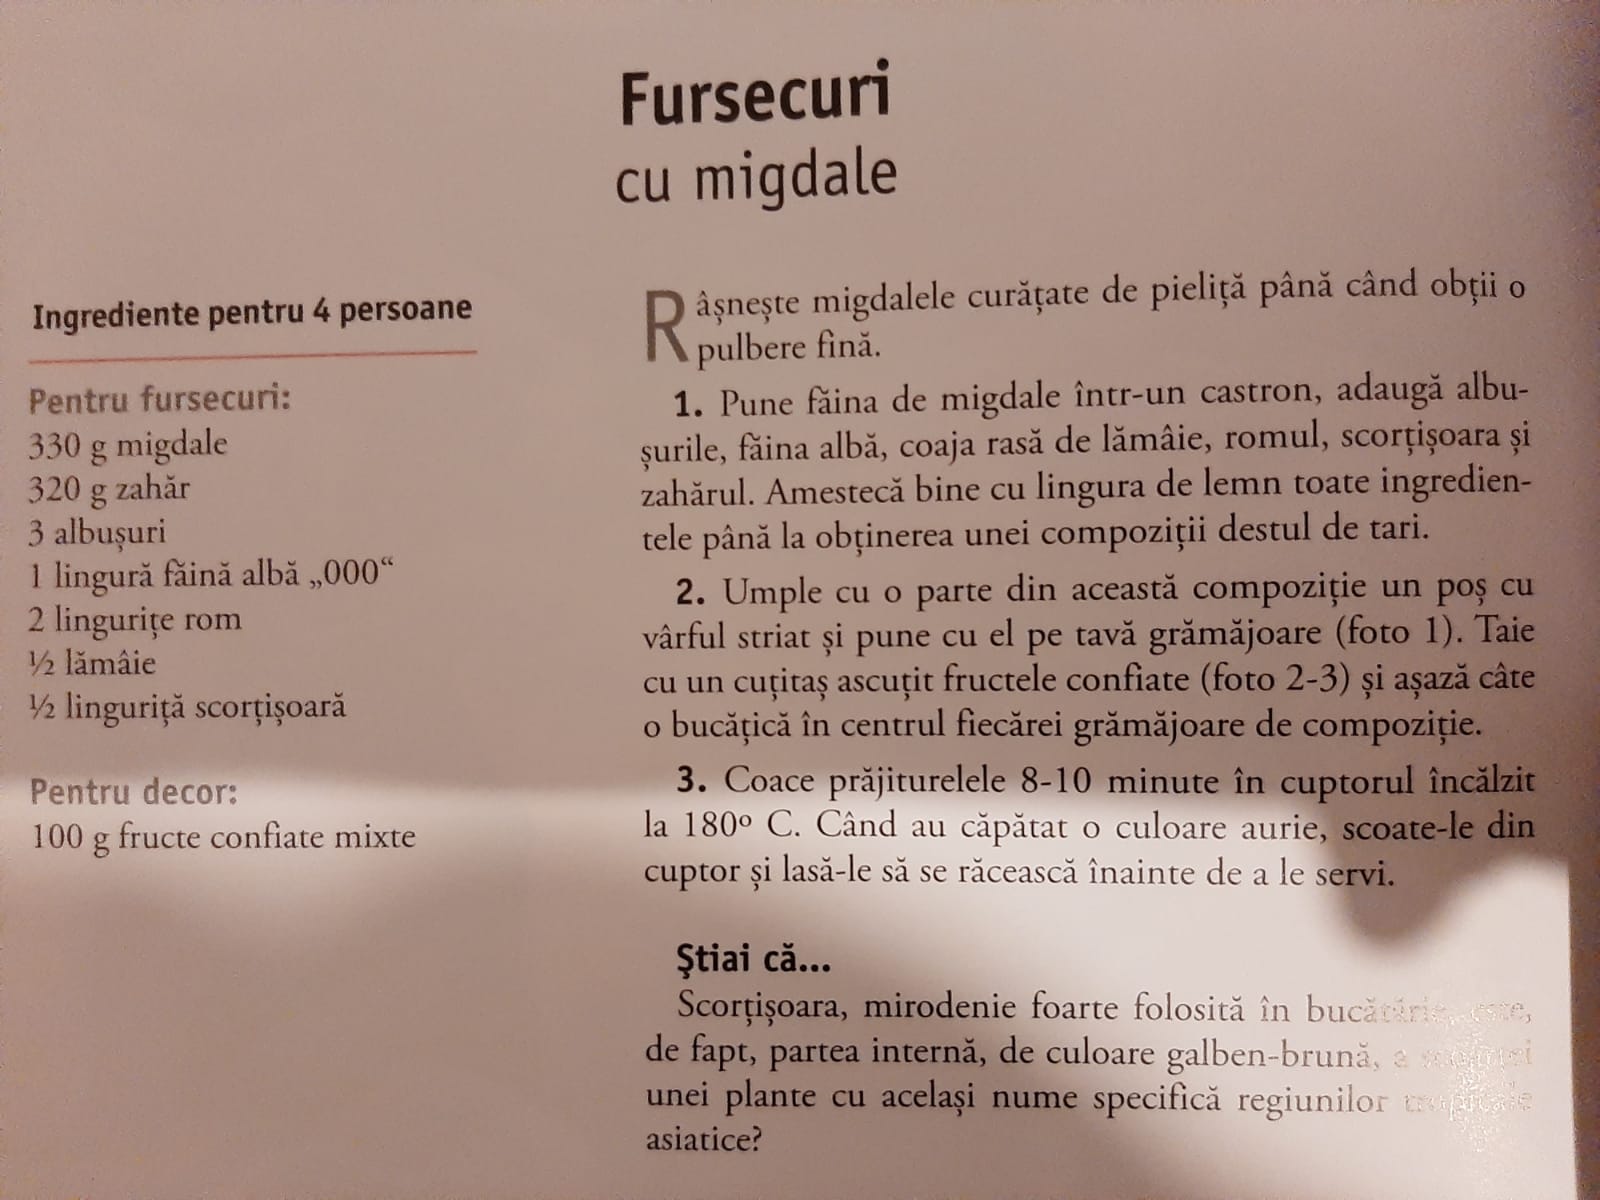 Fursecuri
cu migdale
Ingrediente pentru 4 persoane
Pentru fursecuri:
330 g migdale
320 g zahăr
3 albușuri
1 lingură făină albă „000“
2 lingurițe rom
½ lămâie
½ linguriță scorțișoară
Pentru decor:
100 g fructe confiate mixte
Râșnește migdalele curățate de pieliță până când obții o
pulbere fină.
1. Pune făina de migdale într-un castron, adaugă albu-
șurile, făina albă, coaja rasă de lămâie, romul, scorțișoara și
zahărul. Amestecă bine cu lingura de lemn toate ingredien-
tele până la obținerea unei compoziții destul de tari.
2. Umple cu o parte din această compoziție un poș cu
vârful striat și pune cu el pe tavă grămăjoare (foto 1). Taie
cu un cuțitaș ascuțit fructele confiate (foto 2-3) și așază câte
o bucățică în centrul fiecărei grămăjoare de compoziție.
3. Coace prăjiturelele 8-10 minute în cuptorul încălzit
la 180º C. Când au căpătat o culoare aurie, scoate-le din
cuptor și lasă-le să se răcească înainte de a le servi.
Ştiai că...
Scorțișoara, mirodenie foarte folosită în bucătărie, este,
de fapt, partea internă, de culoare galben-brună, a
unei plante cu același nume specifică regiunilor tropicale
asiatice?